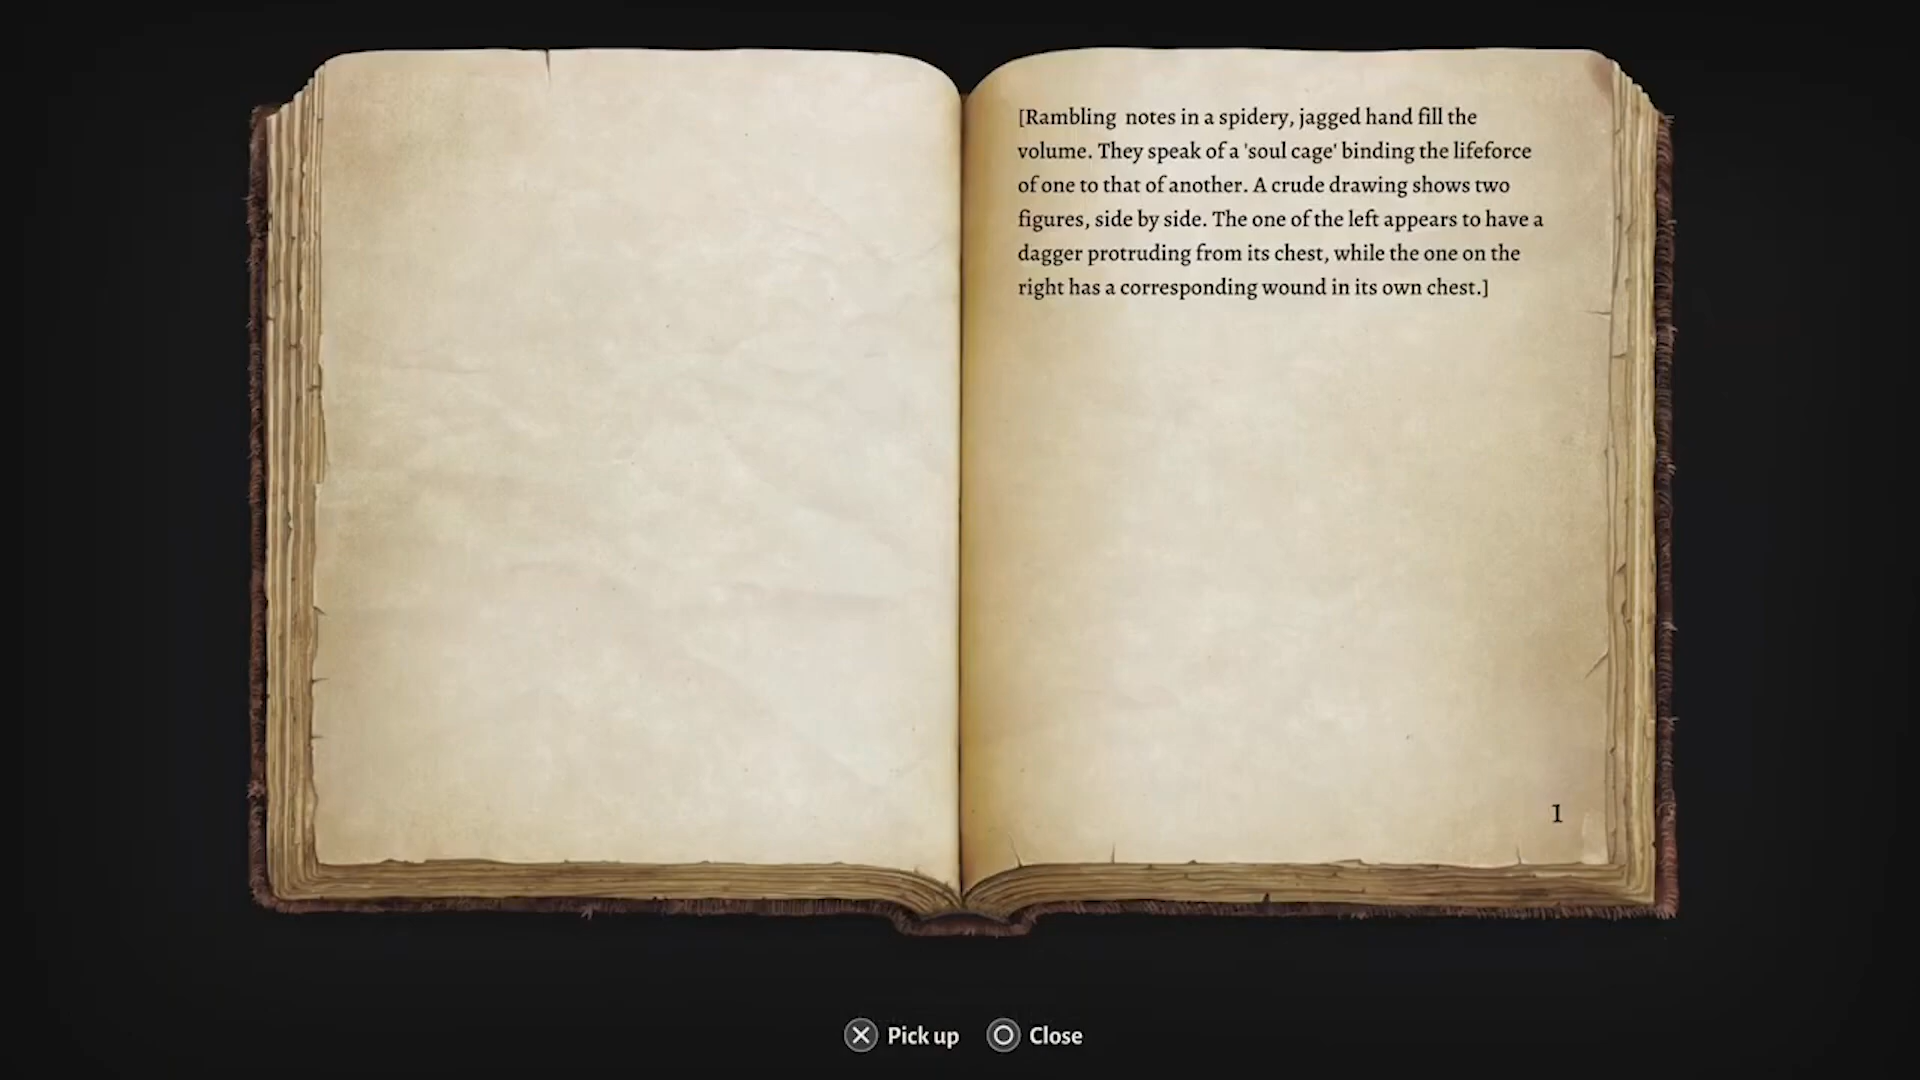 [Rambling notes in a spidery, jagged hand fill the
volume. They speak of a 'soul cage' binding the lifeforce
of one to that of another. A crude drawing shows two
figures, side by side. The one of the left appears to have a
dagger protruding from its chest, while the one on the
right has a corresponding wound in its own chest.]
1
Pick up Close